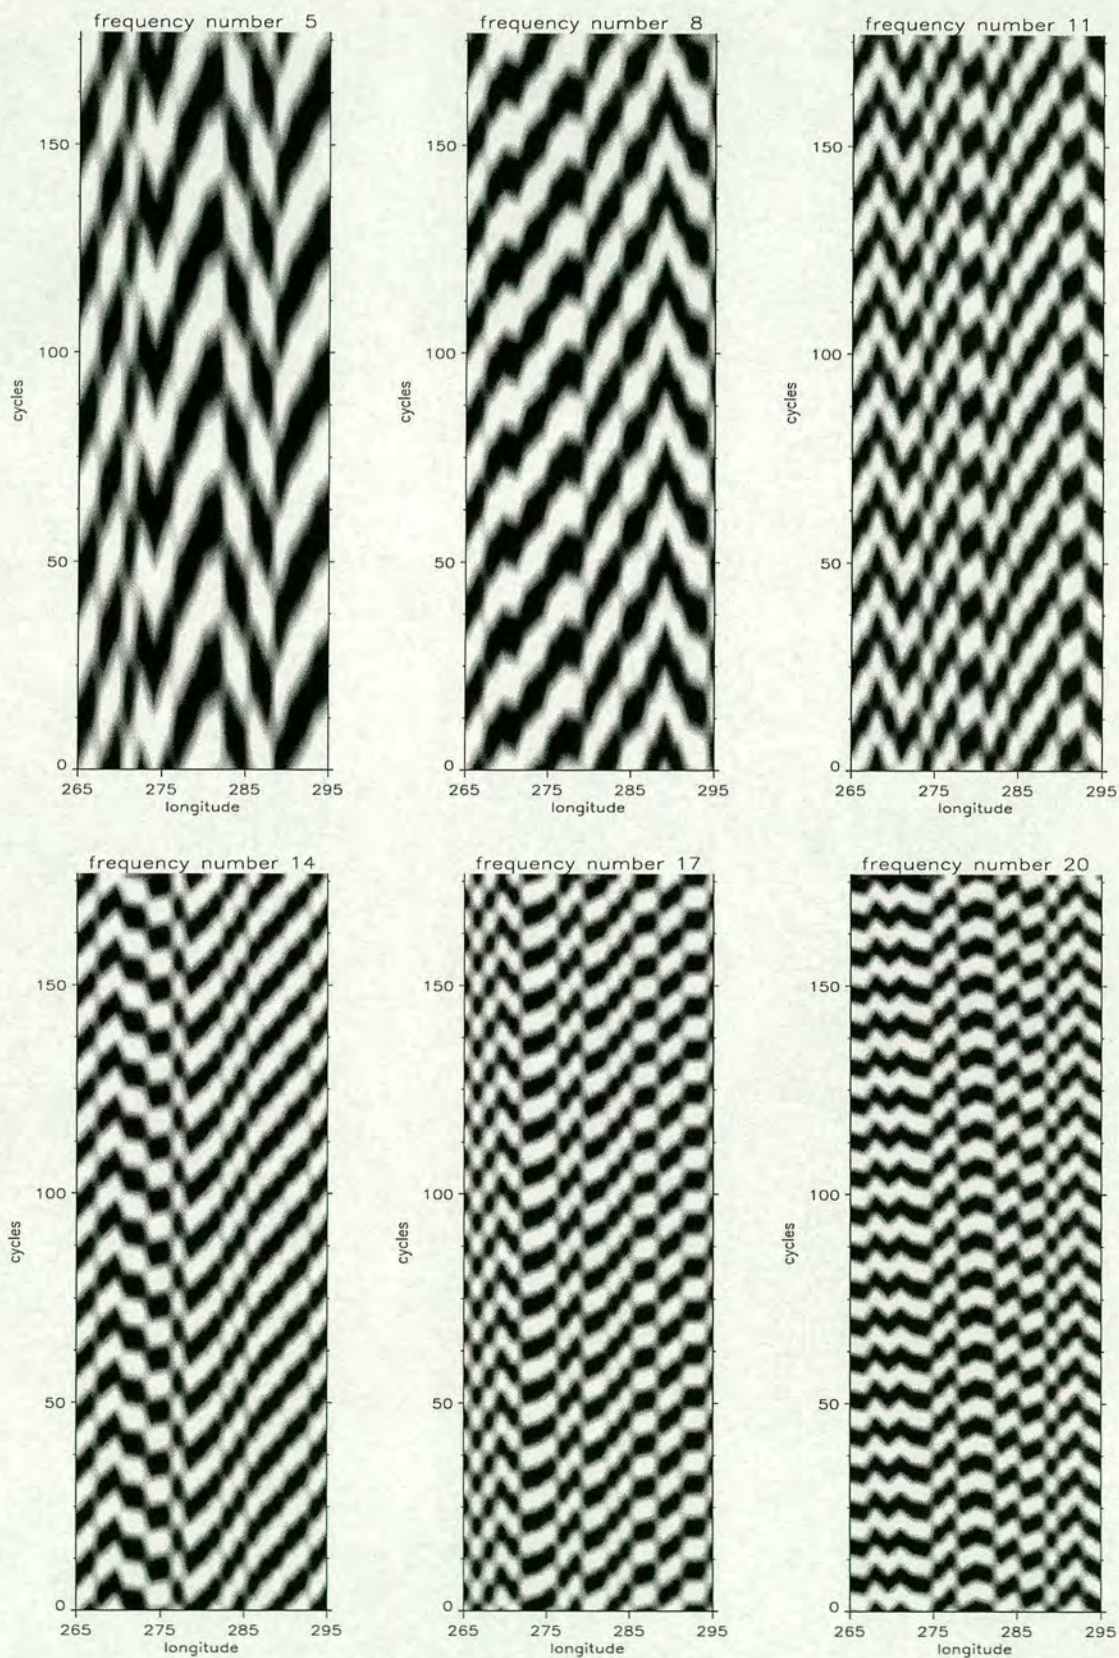 frequency number 5
frequency number 8
frequency number 11
150
100
50
0
cycles
265 275 285 295
longitude
150
100
50
0
cycles
265 275 285 295
longitude
150
100
50
0
cycles
265 275 285 295
longitude
frequency number 14
frequency number 17
frequency number 20
150
100
50
0
cycles
265 275 285 295
longitude
150
100
50
0
cycles
265 275 285 295
longitude
150
100
50
0
cycles
265 275 285 295
longitude